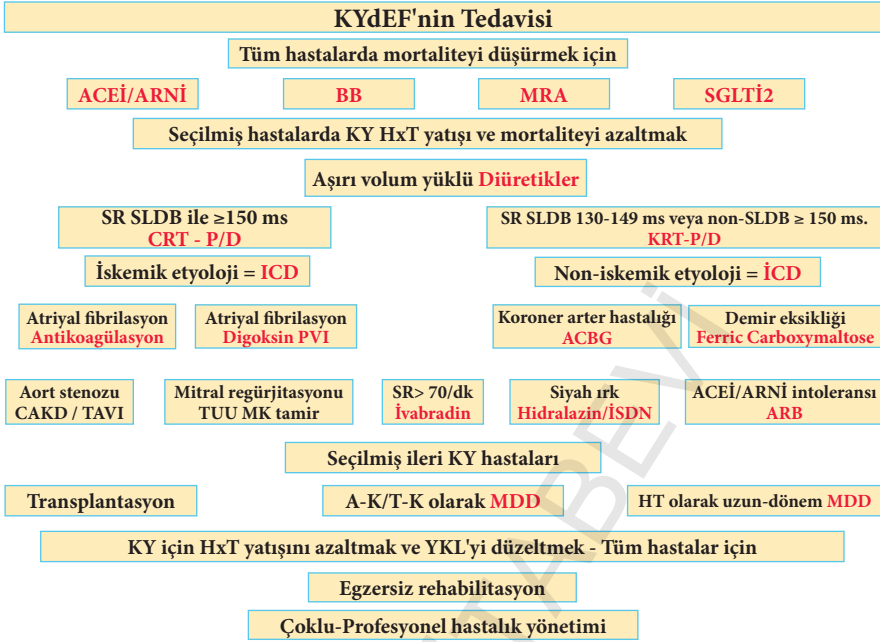 KYdEF'nin Tedavisi
Tüm hastalarda mortaliteyi düşürmek için
ACEİ/ARNİ
BB
MRA
SGLTİ2
Seçilmiş hastalarda KY HxT yatışı ve mortaliteyi azaltmak
Aşırı volum yüklü Diüretikler
SR SLDB ile ≥150 ms
CRT - P/D
SR SLDB 130-149 ms veya non-SLDB ≥ 150 ms.
KRT-P/D
İskemik etyoloji = ICD
Non-iskemik etyoloji = İCD
Atriyal fibrilasyon
Antikoagülasyon
Atriyal fibrilasyon
Digoksin PVI
Koroner arter hastalığı
ACBG
Demir eksikliği
Ferric Carboxymaltose
Aort stenozu
CAKD / TAVI
Mitral regürjitasyonu
TUU MK tamir
SR> 70/dk
İvabradin
Siyah ırk
Hidralazin/İSDN
ACEİ/ARNİ intoleransı
ARB
Seçilmiş ileri KY hastaları
Transplantasyon
A-K/T-K olarak MDD
HT olarak uzun-dönem MDD
KY için HxT yatışını azaltmak ve YKL'yi düzeltmek - Tüm hastalar için
Egzersiz rehabilitasyon
Çoklu-Profesyonel hastalık yönetimi